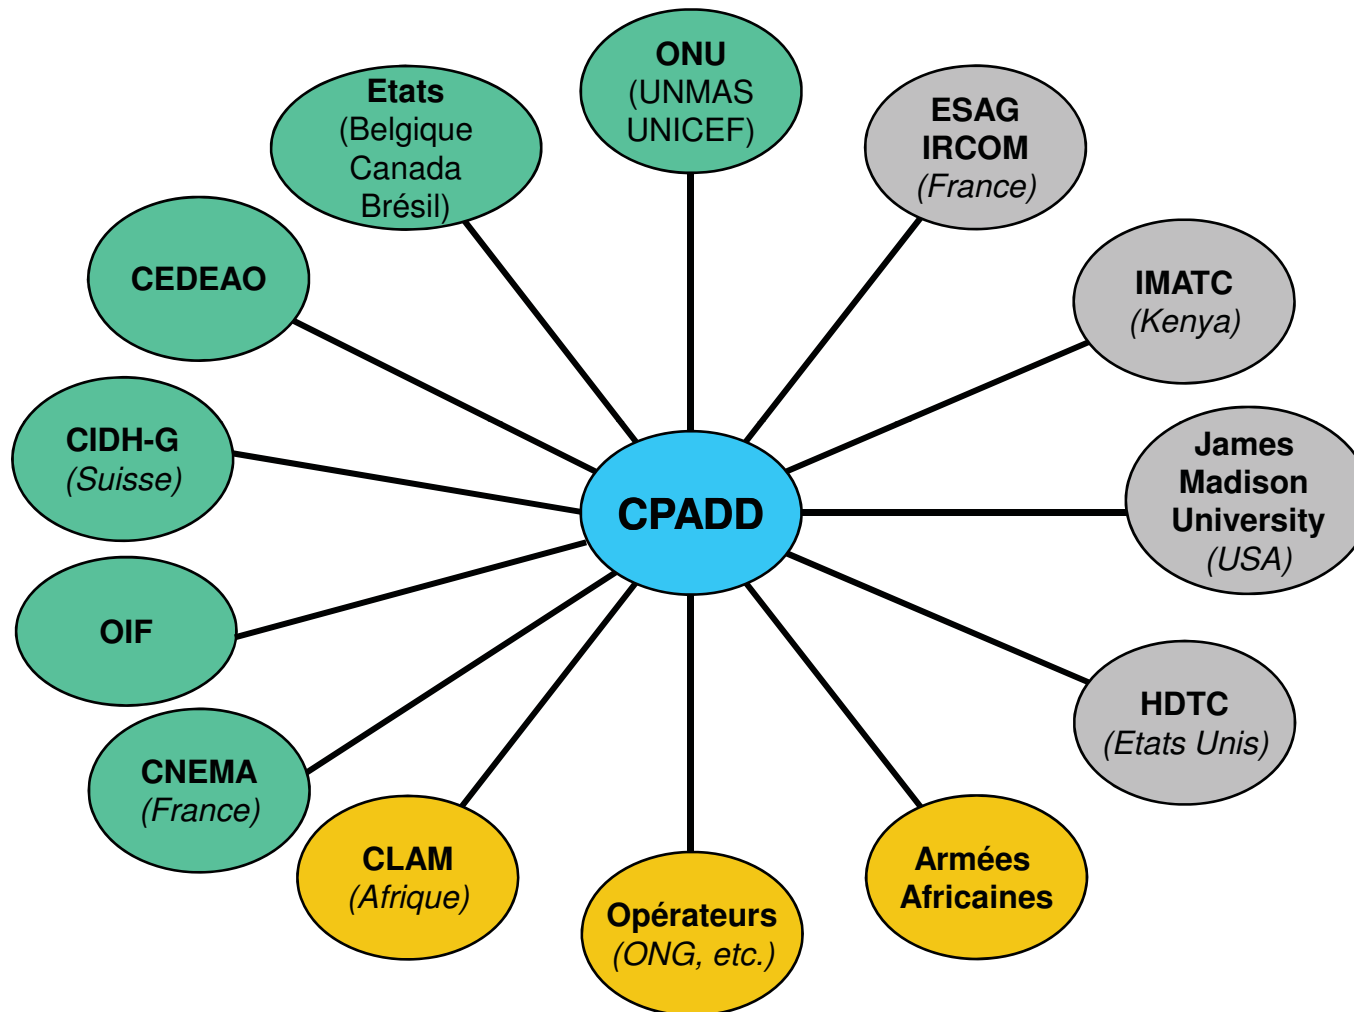 ONU
(UNMAS
UNICEF)
Etats
(Belgique
Canada
Brésil)
ESAG
IRCOM
(France)
CEDEAO
IMATC
(Kenya)
CIDH-G
(Suisse)
James
Madison
University
(USA)
CPADD
OIF
HDTC
(Etats Unis)
CNEMA
(France)
CLAM
(Afrique)
Opérateurs
(ONG, etc.)
Armées
Africaines